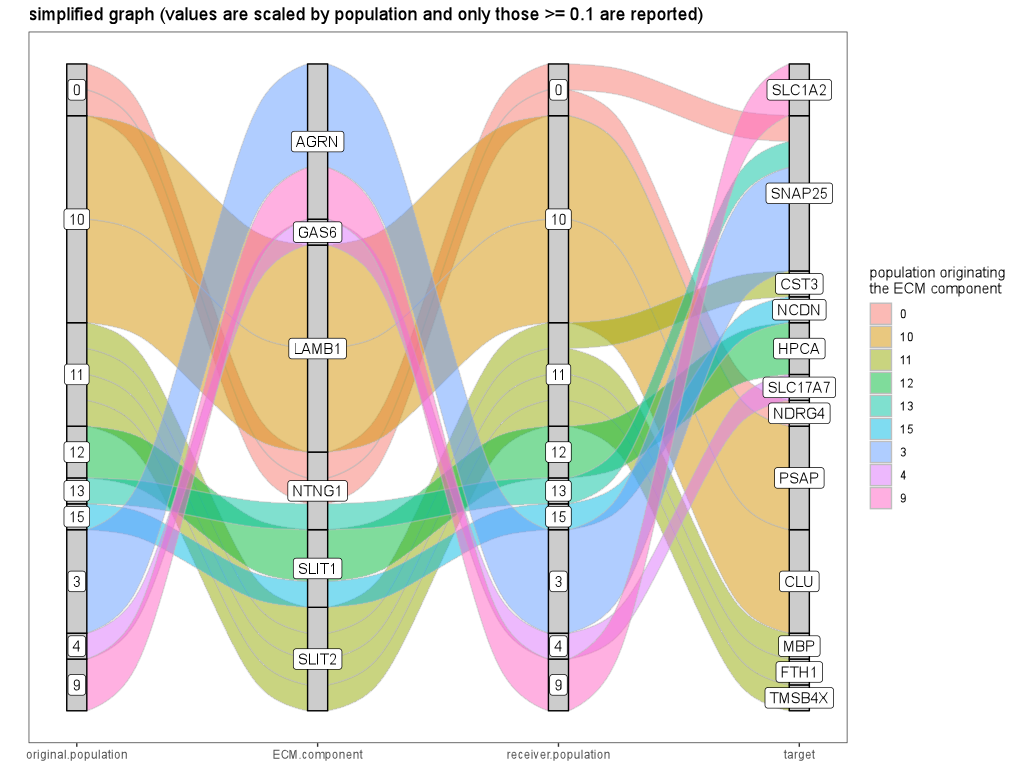 simplified graph (values are scaled by population and only those >= 0.1 are reported)
0
10
11
12
13
15
3
4
9
AGRN
GAS6
LAMB1
NTNG1
SLIT1
SLIT2
0
10
11
12
13
15
3
4
9
SLC1A2
SNAP25
CST3
NCDN
HPCA
SLC17A7
NDRG4
PSAP
CLU
MBP
FTH1
TMSB4X
original.population
ECM.component
receiver.population
target
population originating
the ECM component
0
10
11
12
13
15
3
4
9